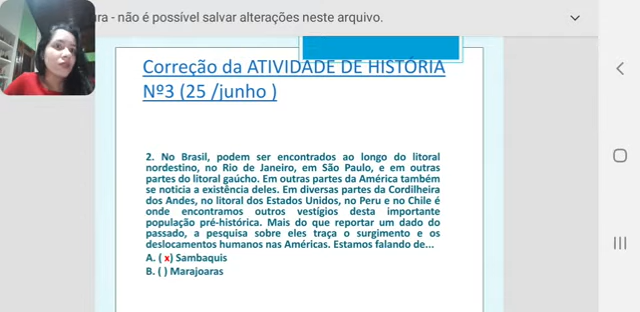 ura - não é possível salvar alterações neste arquivo.
Correção da ATIVIDADE DE HISTÓRIA
Nº3 (25 /junho )
2. No Brasil, podem ser encontrados ao longo do litoral
nordestino, no Rio de Janeiro, em São Paulo, e em outras
partes do litoral gaúcho. Em outras partes da América também
se noticia a existência deles. Em diversas partes da Cordilheira
dos Andes, no litoral dos Estados Unidos, no Peru e no Chile é
onde encontramos outros vestígios desta importante
população pré-histórica. Mais do que reportar um dado do
passado, a pesquisa sobre eles traça o surgimento e os
deslocamentos humanos nas Américas. Estamos falando de...
A. ( x) Sambaquis
B. ( ) Marajoaras